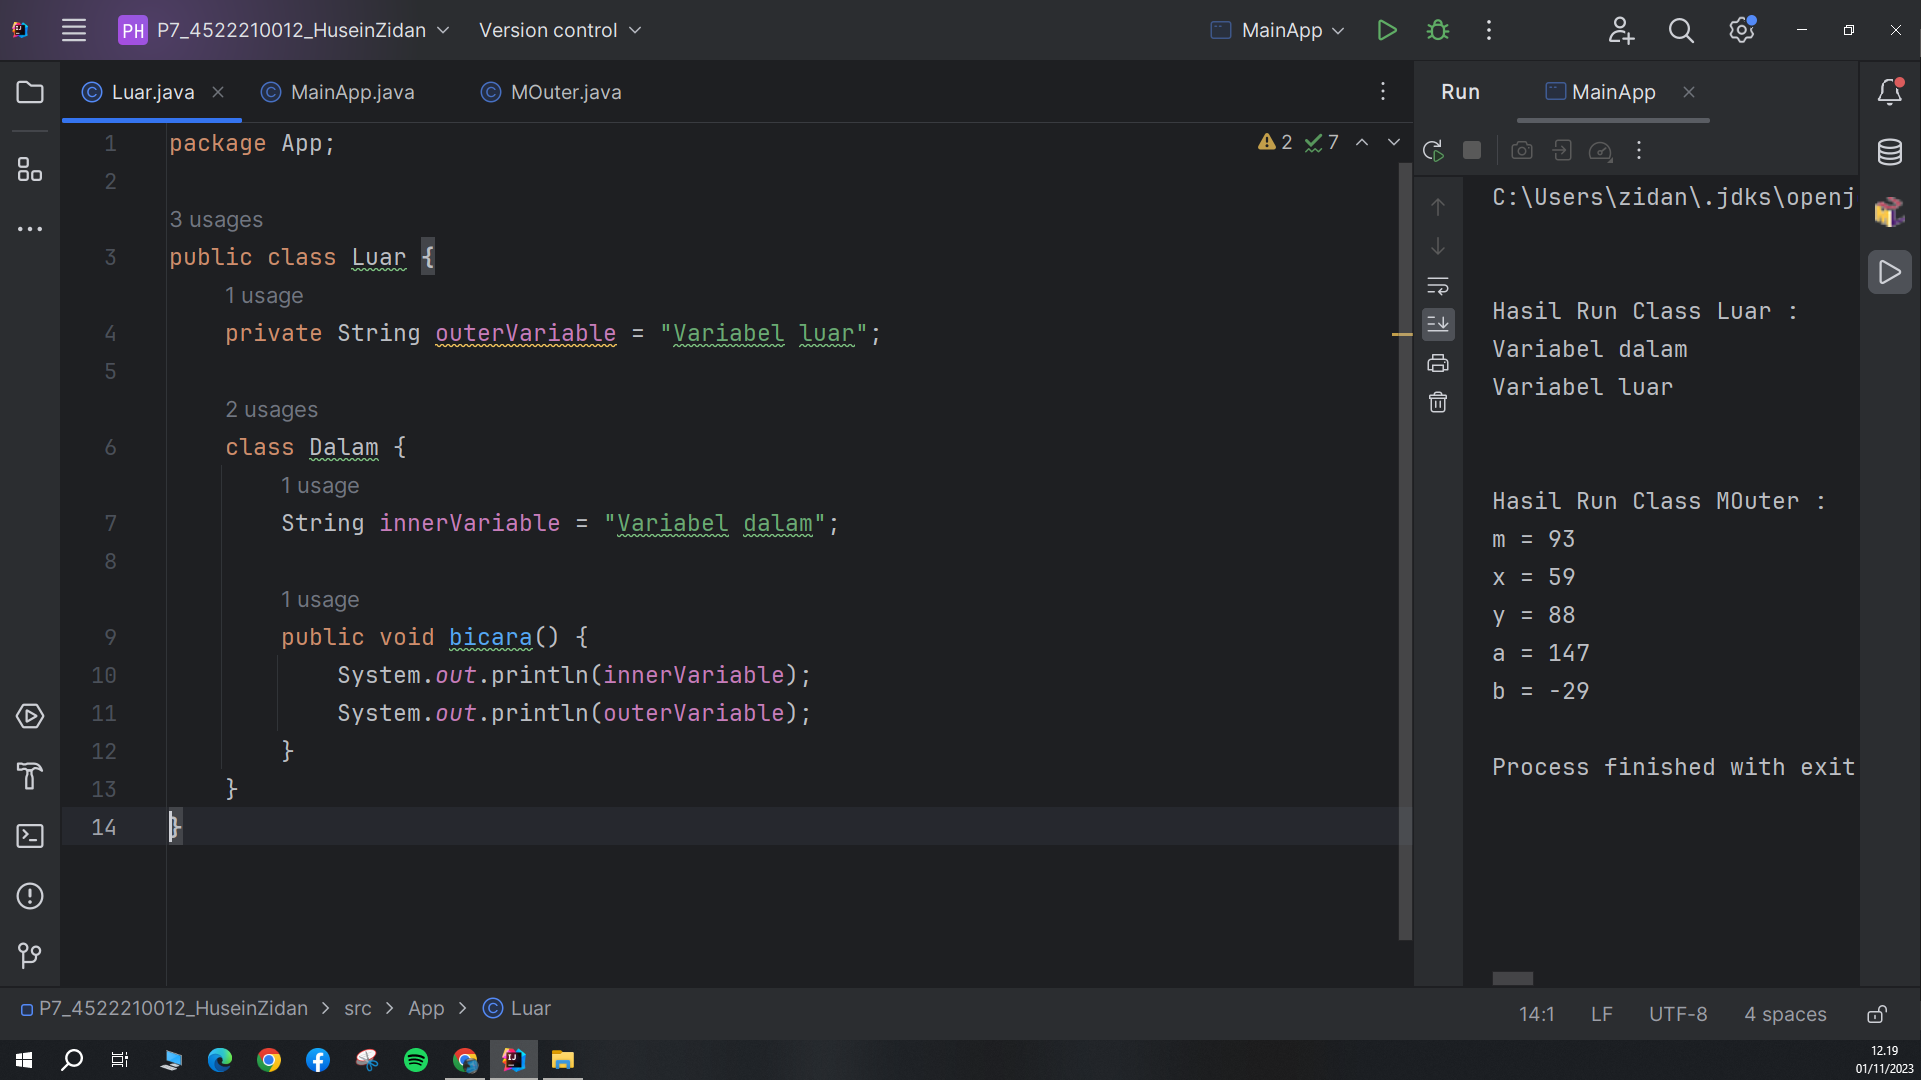 PH P7_4522210012_HuseinZidan Version control MainApp
Luar.java MainApp.java MOuter.java
Run MainApp
2 7
1 package App;
2
3 usages
3 public class Luar {
1 usage
4 private String outerVariable = "Variabel luar";
5
2 usages
6 class Dalam {
1 usage
7 String innerVariable = "Variabel dalam";
8
1 usage
9 public void bicara() {
10 System.out.println(innerVariable);
11 System.out.println(outerVariable);
12 }
13 }
14 }
C:\Users\zidan\.jdks\openj
Hasil Run Class Luar :
Variabel dalam
Variabel luar
Hasil Run Class MOuter :
m = 93
x = 59
y = 88
a = 147
b = -29
Process finished with exit
P7_4522210012_HuseinZidan > src > App > Luar
14:1 LF UTF-8 4 spaces
12.19
01/11/2023